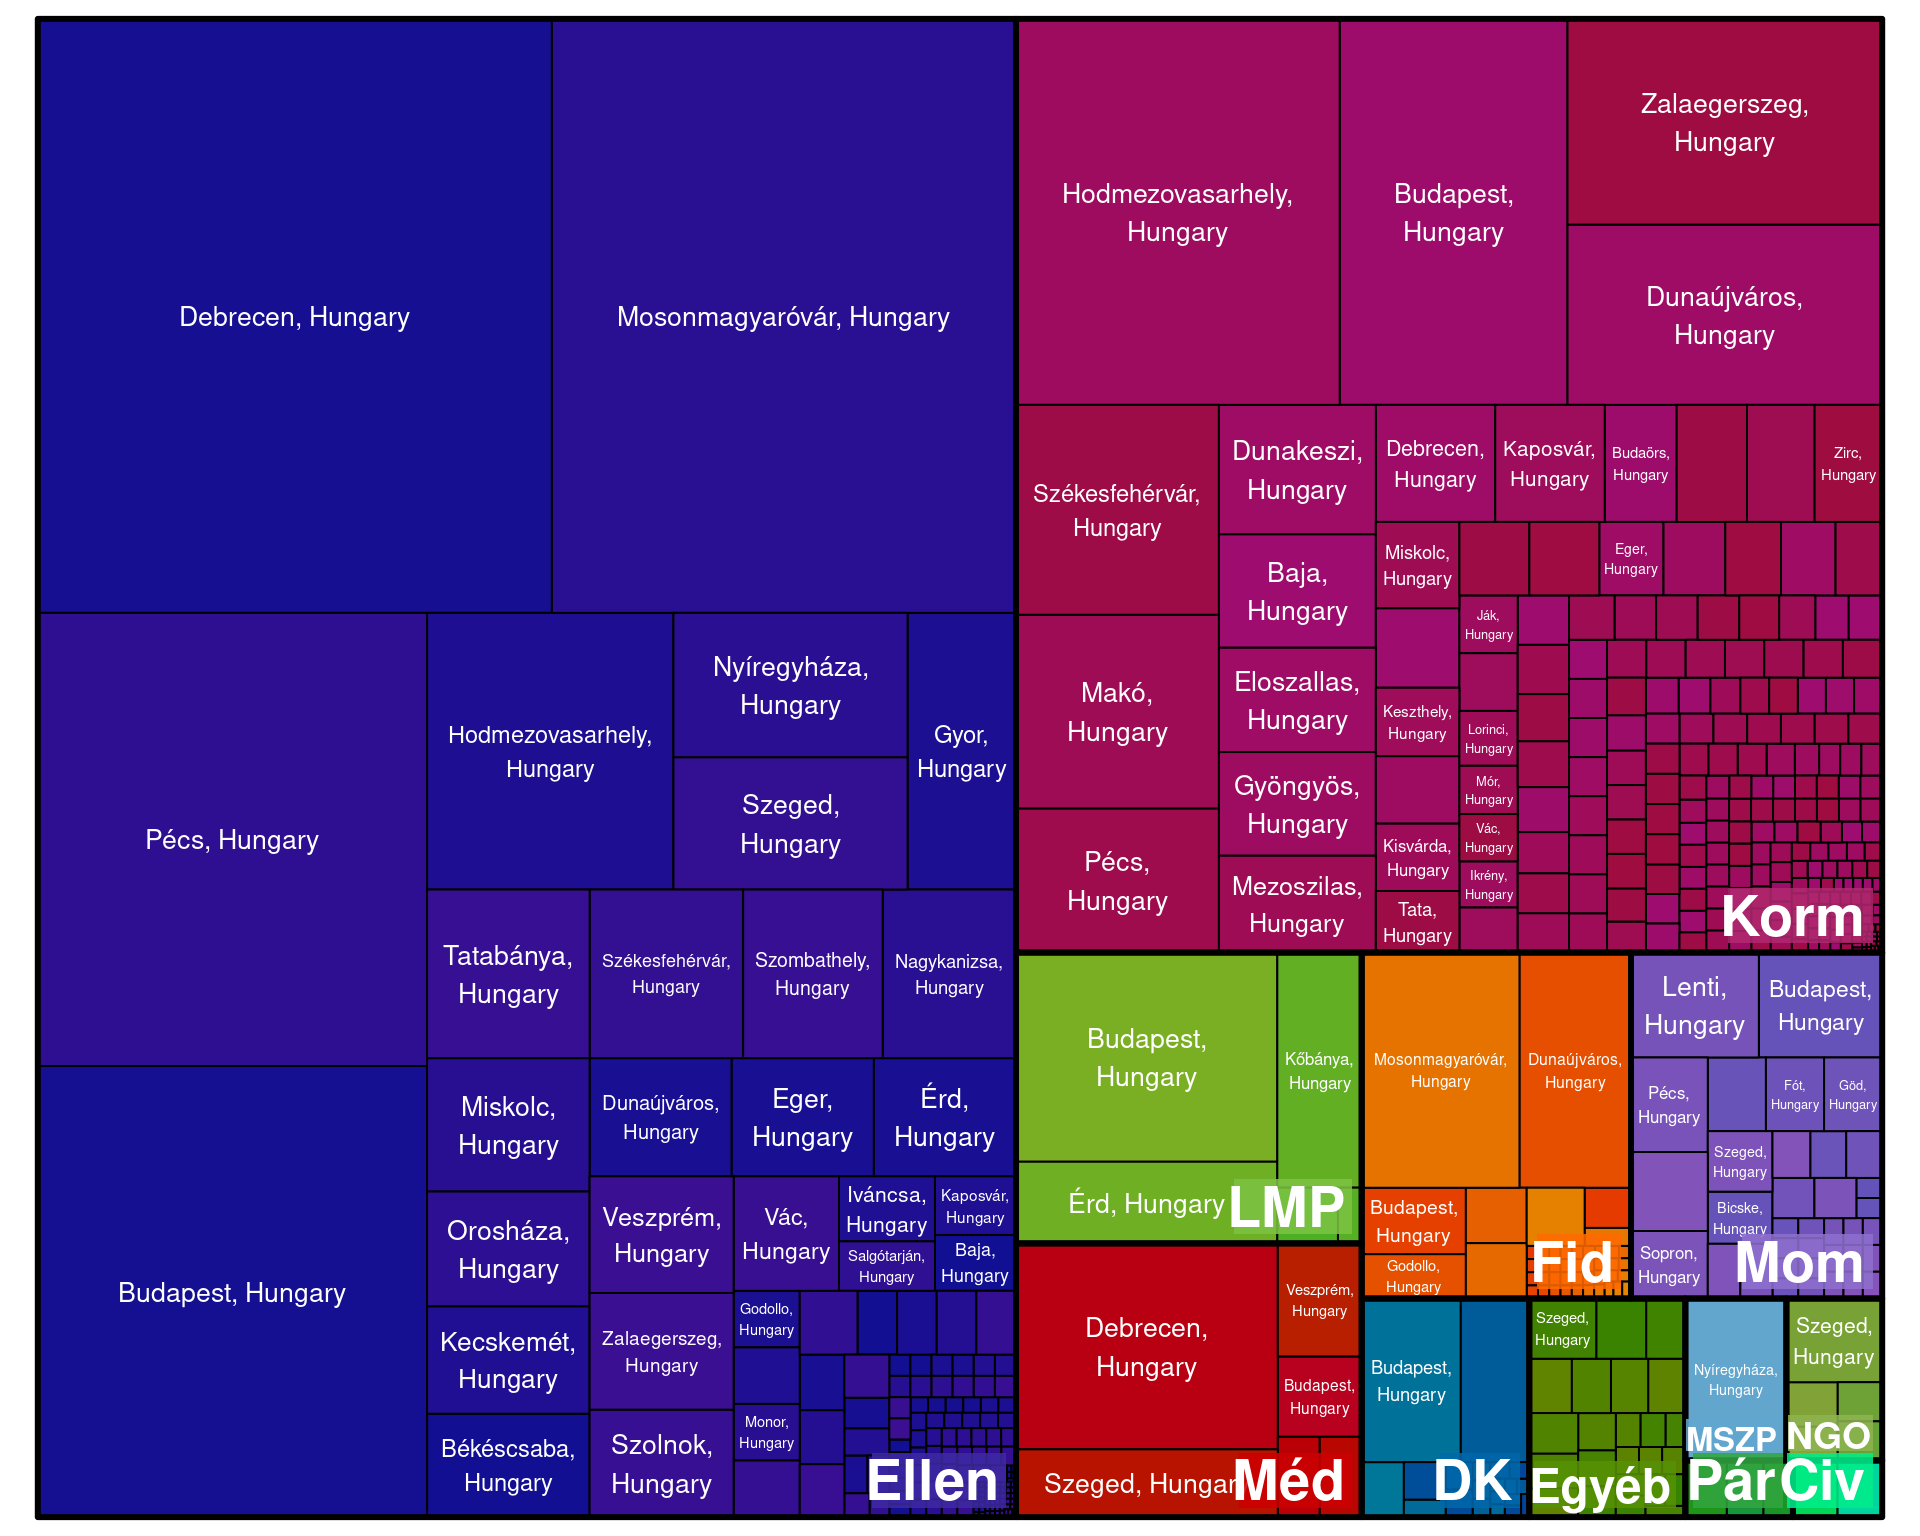 Debrecen, Hungary
Mosonmagyaróvár, Hungary
Pécs, Hungary
Budapest, Hungary
Hodmezovasarhely,
Hungary
Nyíregyháza,
Hungary
Szeged,
Hungary
Gyor,
Hungary
Tatabánya,
Hungary
Székesfehérvár,
Hungary
Szombathely,
Hungary
Nagykanizsa,
Hungary
Miskolc,
Hungary
Orosháza,
Hungary
Kecskemét,
Hungary
Békéscsaba,
Hungary
Dunaújváros,
Hungary
Eger,
Hungary
Érd,
Hungary
Veszprém,
Hungary
Zalaegerszeg,
Hungary
Szolnok,
Hungary
Vác,
Hungary
Iváncsa,
Hungary
Salgótarján,
Hungary
Kaposvár,
Hungary
Baja,
Hungary
Godollo,
Hungary
Monor,
Hungary
Ellen
Hodmezovasarhely,
Hungary
Budapest,
Hungary
Zalaegerszeg,
Hungary
Dunaújváros,
Hungary
Székesfehérvár,
Hungary
Makó,
Hungary
Pécs,
Hungary
Dunakeszi,
Hungary
Baja,
Hungary
Eloszallas,
Hungary
Gyöngyös,
Hungary
Mezoszilas,
Hungary
Debrecen,
Hungary
Kaposvár,
Hungary
Budaörs,
Hungary
Zirc,
Hungary
Miskolc,
Hungary
Eger,
Hungary
Keszthely,
Hungary
Kisvárda,
Hungary
Tata,
Hungary
Ják,
Hungary
Lorinci,
Hungary
Mór,
Hungary
Vác,
Hungary
Ikrény,
Hungary
Korm
Budapest,
Hungary
Kőbánya,
Hungary
Érd, Hungary
LMP
Debrecen,
Hungary
Veszprém,
Hungary
Budapest,
Hungary
Szeged, Hungar
Méd
Mosonmagyaróvár,
Hungary
Dunaújváros,
Hungary
Budapest,
Hungary
Godollo,
Hungary
Fid
Lenti,
Hungary
Budapest,
Hungary
Pécs,
Hungary
Fót,
Hungary
Göd,
Hungary
Szeged,
Hungary
Bicske,
Hungary
Sopron,
Hungary
Mom
Budapest,
Hungary
DK
Szeged,
Hungary
Egyéb
Nyíregyháza,
Hungary
MSZP
Szeged,
Hungary
NGO
Pár
Civ